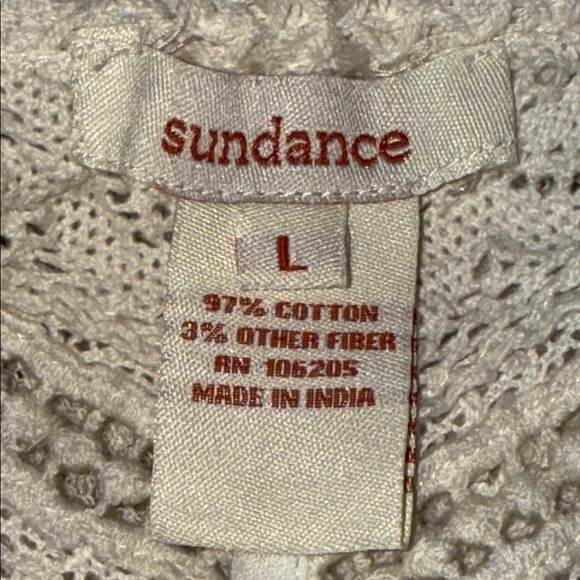 sundance
L
97% COTTON
3% OTHER FIBER
RN 106205
MADE IN INDIA